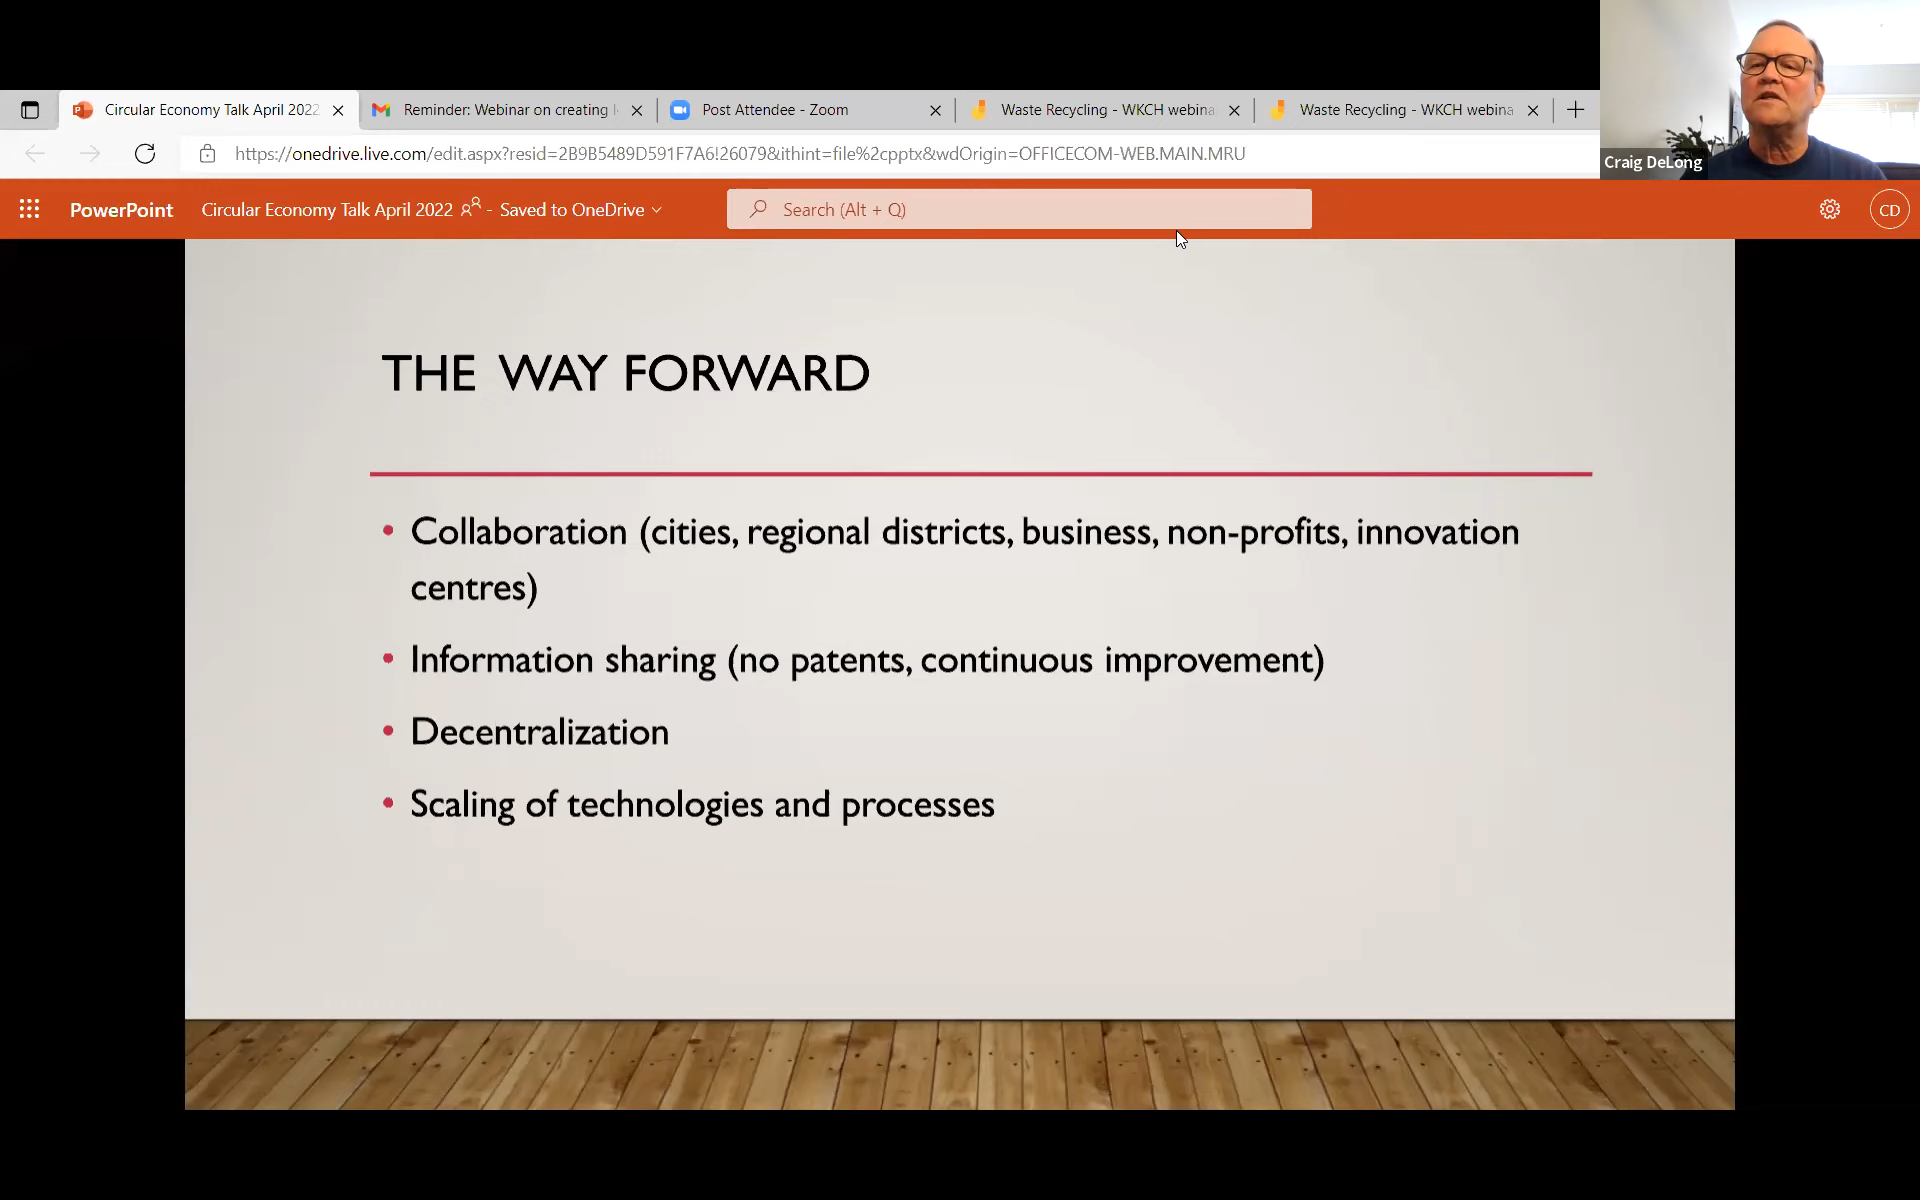 Circular Economy Talk April 2022
Reminder: Webinar on creating l
Post Attendee - Zoom
Waste Recycling - WKCH webina
Waste Recycling - WKCH webina
https://onedrive.live.com/edit.aspx?resid=2B9B5489D591F7A6!26079&ithint=file%2cpptx&wdOrigin=OFFICECOM-WEB.MAIN.MRU
Craig DeLong
PowerPoint
Circular Economy Talk April 2022 - Saved to OneDrive
Search (Alt + Q)
CD
THE WAY FORWARD
• Collaboration (cities, regional districts, business, non-profits, innovation
centres)
• Information sharing (no patents, continuous improvement)
• Decentralization
• Scaling of technologies and processes